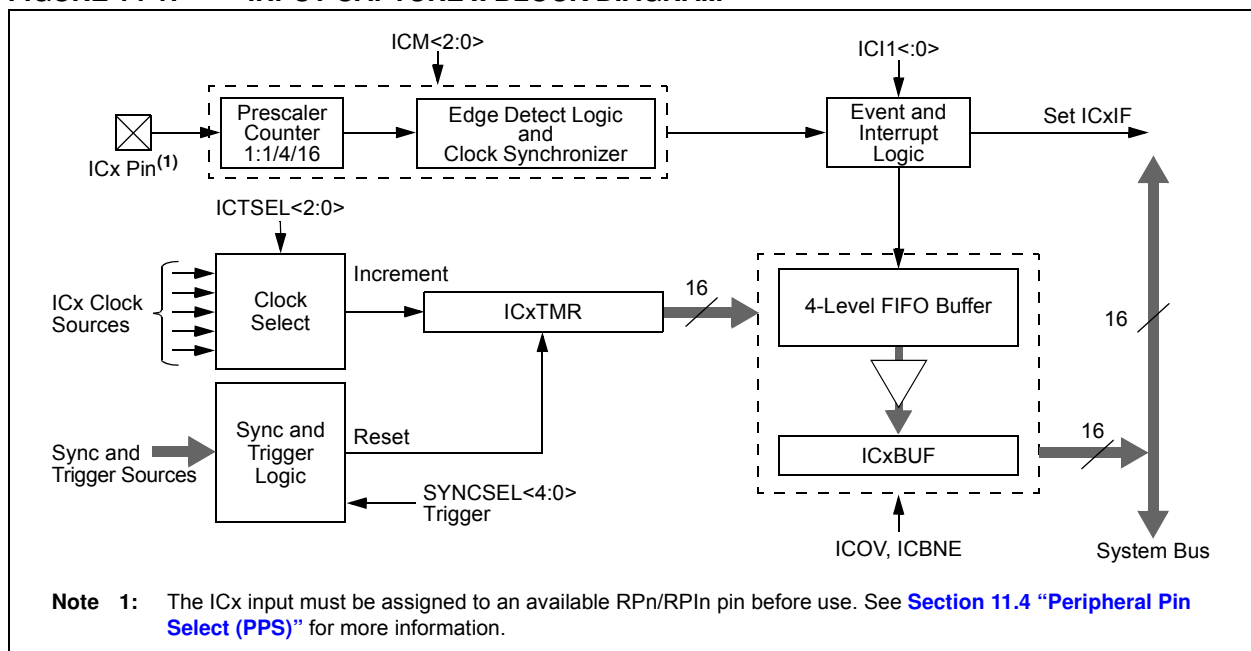 ICM<2:0>
ICI1<:0>
Prescaler
Counter
1:1/4/16
Edge Detect Logic
and
Clock Synchronizer
Event and
Interrupt
Logic
Set ICxIF
ICx Pin(1)
ICTSEL<2:0>
ICx Clock
Sources
Clock
Select
Increment
ICxTMR
16
4-Level FIFO Buffer
16
Sync and
Trigger Sources
Sync and
Trigger
Logic
Reset
SYNCSEL<4:0>
Trigger
ICxBUF
16
ICOV, ICBNE
System Bus
Note 1: The ICx input must be assigned to an available RPn/RPIn pin before use. See Section 11.4 “Peripheral Pin
Select (PPS)” for more information.